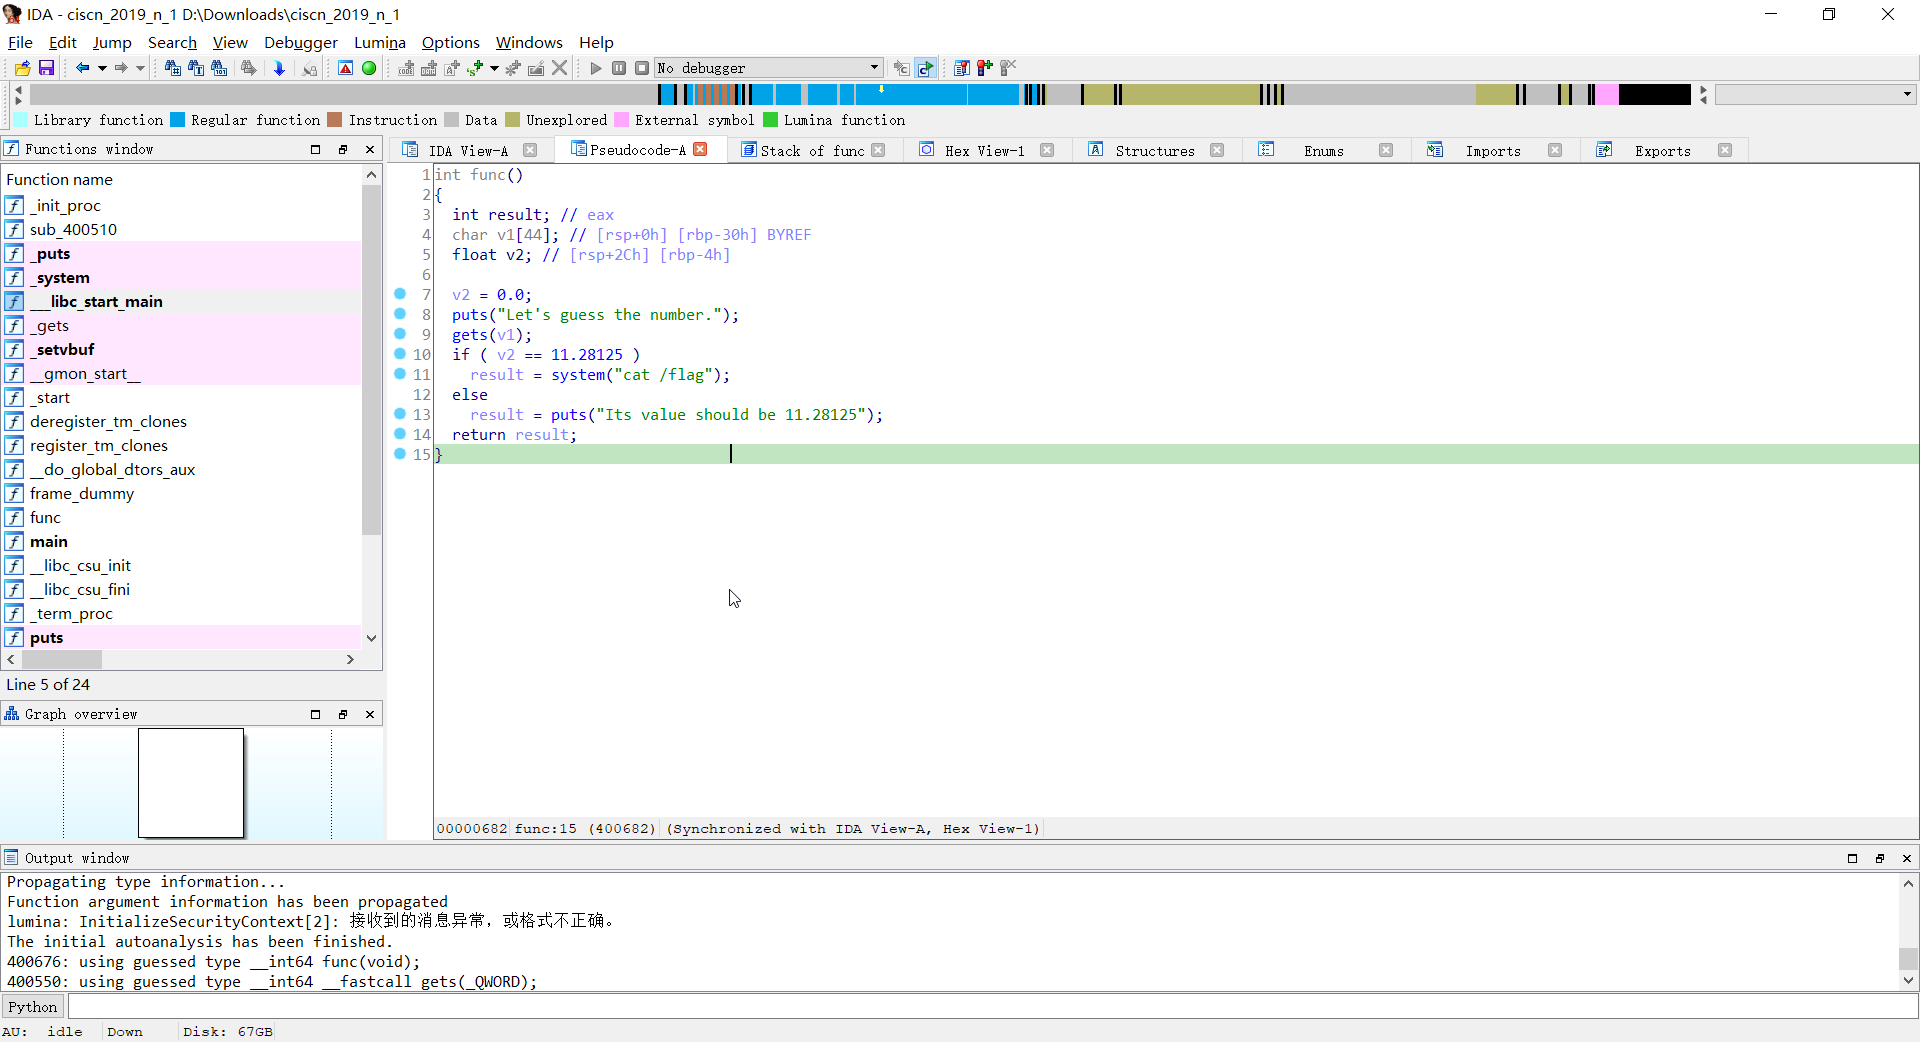 IDA - ciscn_2019_n_1 D:\Downloads\ciscn_2019_n_1
File Edit Jump Search View Debugger Lumina Options Windows Help
No debugger
Library function Regular function Instruction Data Unexplored External symbol Lumina function
Functions window
IDA View-A Pseudocode-A Stack of func Hex View-1 Structures Enums Imports Exports
Function name
_init_proc
sub_400510
_puts
_system
___libc_start_main
_gets
_setvbuf
__gmon_start__
_start
deregister_tm_clones
register_tm_clones
__do_global_dtors_aux
frame_dummy
func
main
__libc_csu_init
__libc_csu_fini
_term_proc
puts
Line 5 of 24
Graph overview
1 int func()
2 {
3 int result; // eax
4 char v1[44]; // [rsp+0h] [rbp-30h] BYREF
5 float v2; // [rsp+2Ch] [rbp-4h]
6
7 v2 = 0.0;
8 puts("Let's guess the number.");
9 gets(v1);
10 if ( v2 == 11.28125 )
11 result = system("cat /flag");
12 else
13 result = puts("Its value should be 11.28125");
14 return result;
15 }
00000682 func:15 (400682) (Synchronized with IDA View-A, Hex View-1)
Output window
Propagating type information...
Function argument information has been propagated
lumina: InitializeSecurityContext[2]: 接收到的消息异常，或格式不正确。
The initial autoanalysis has been finished.
400676: using guessed type __int64 func(void);
400550: using guessed type __int64 __fastcall gets(_QWORD);
Python
AU: idle Down Disk: 67GB